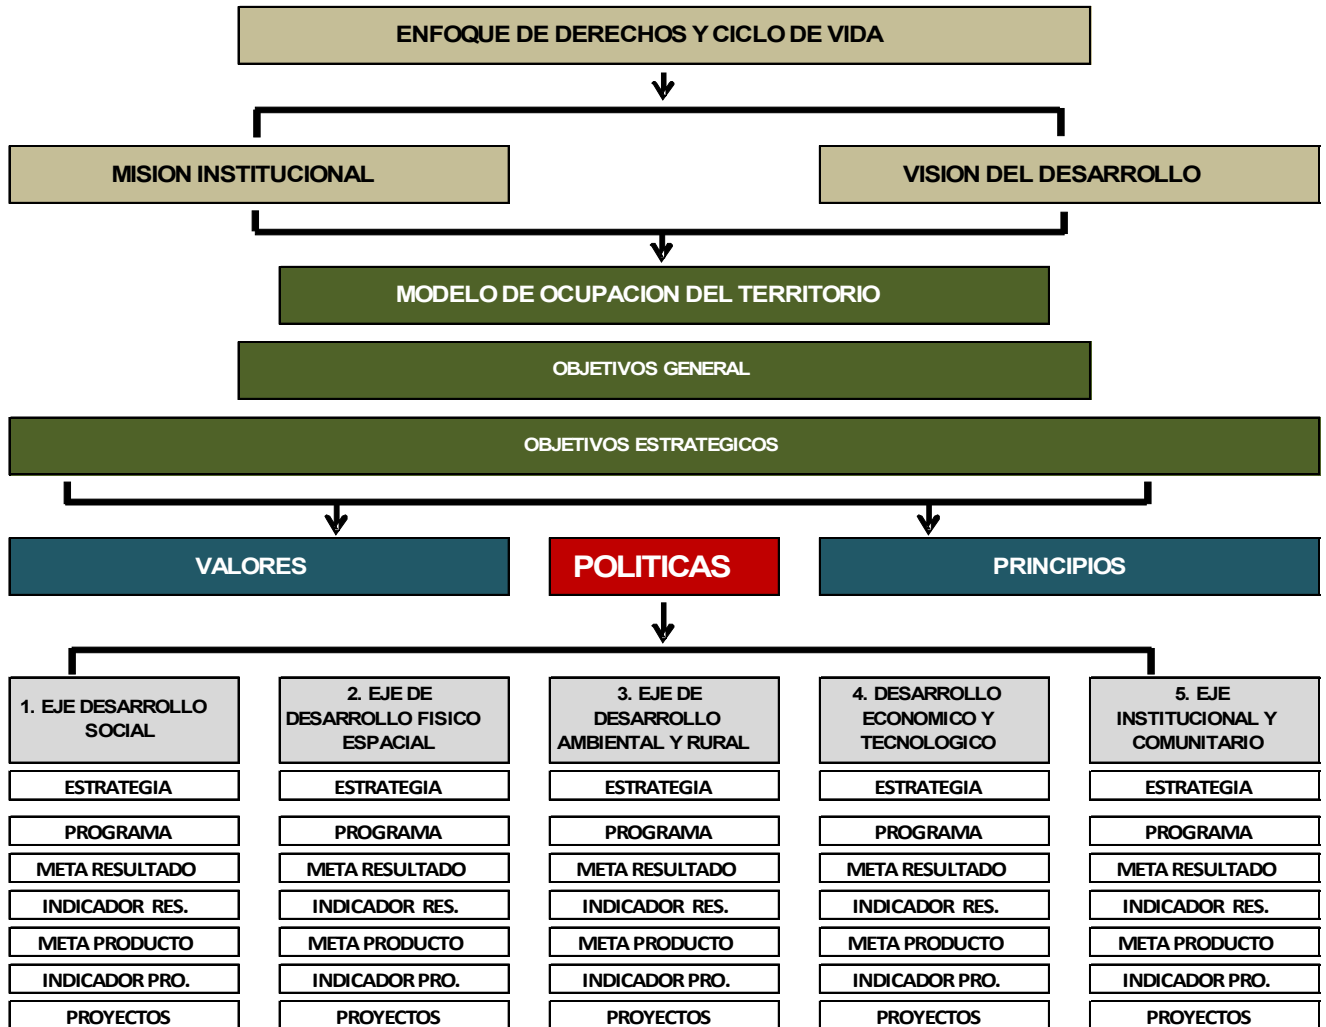 ENFOQUE DE DERECHOS Y CICLO DE VIDA
MISION INSTITUCIONAL
VISION DEL DESARROLLO
MODELO DE OCUPACION DEL TERRITORIO
OBJETIVOS GENERAL
OBJETIVOS ESTRATEGICOS
VALORES
POLITICAS
PRINCIPIOS
1. EJE DESARROLLO
SOCIAL
2. EJE DE
DESARROLLO FISICO
ESPACIAL
3. EJE DE
DESARROLLO
AMBIENTAL Y RURAL
4. DESARROLLO
ECONOMICO Y
TECNOLOGICO
5. EJE
INSTITUCIONAL Y
COMUNITARIO
ESTRATEGIA
ESTRATEGIA
ESTRATEGIA
ESTRATEGIA
ESTRATEGIA
PROGRAMA
PROGRAMA
PROGRAMA
PROGRAMA
PROGRAMA
META RESULTADO
META RESULTADO
META RESULTADO
META RESULTADO
META RESULTADO
INDICADOR RES.
INDICADOR RES.
INDICADOR RES.
INDICADOR RES.
INDICADOR RES.
META PRODUCTO
META PRODUCTO
META PRODUCTO
META PRODUCTO
META PRODUCTO
INDICADOR PRO.
INDICADOR PRO.
INDICADOR PRO.
INDICADOR PRO.
INDICADOR PRO.
PROYECTOS
PROYECTOS
PROYECTOS
PROYECTOS
PROYECTOS